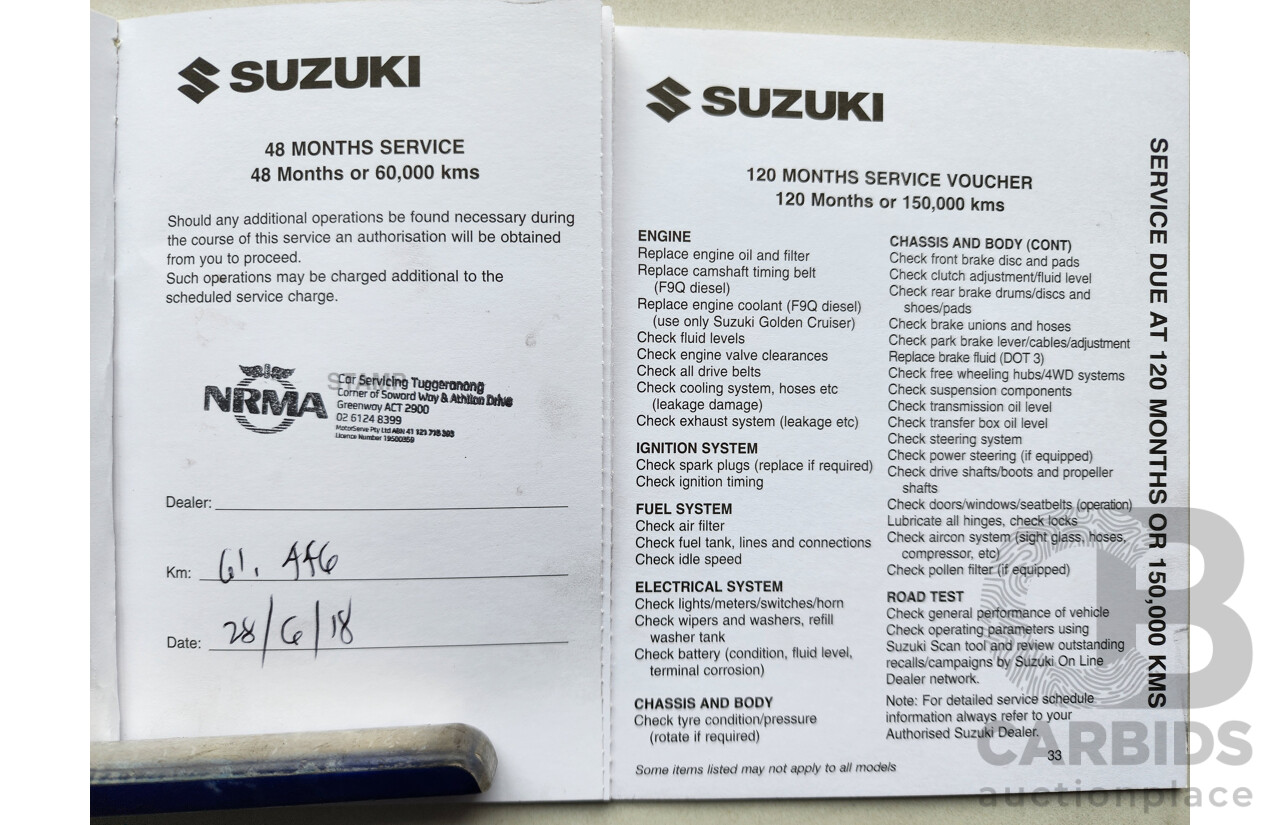 SUZUKI
48 MONTHS SERVICE
48 Months or 60,000 kms
Should any additional operations be found necessary during
the course of this service an authorisation will be obtained
from you to proceed.
Such operations may be charged additional to the
scheduled service charge.
STAMP
NRMA
Car Servicing Tuggeranong
Corner of Soward Way & Athllon Drive
Greenway ACT 2900
02 6124 8399
MotorServe Pty Ltd ABN
Licence Number
Dealer:
Km: 61,446
Date: 28/6/18
SUZUKI
120 MONTHS SERVICE VOUCHER
120 Months or 150,000 kms
ENGINE
Replace engine oil and filter
Replace camshaft timing belt
(F9Q diesel)
Replace engine coolant (F9Q diesel)
(use only Suzuki Golden Cruiser)
Check fluid levels
Check engine valve clearances
Check all drive belts
Check cooling system, hoses etc
(leakage damage)
Check exhaust system (leakage etc)
IGNITION SYSTEM
Check spark plugs (replace if required)
Check ignition timing
FUEL SYSTEM
Check air filter
Check fuel tank, lines and connections
Check idle speed
ELECTRICAL SYSTEM
Check lights/meters/switches/horn
Check wipers and washers, refill
washer tank
Check battery (condition, fluid level,
terminal corrosion)
CHASSIS AND BODY
Check tyre condition/pressure
(rotate if required)
Some items listed may not apply to all models
CHASSIS AND BODY (CONT)
Check front brake disc and pads
Check clutch adjustment/fluid level
Check rear brake drums/discs and
shoes/pads
Check brake unions and hoses
Check park brake lever/cables/adjustment
Replace brake fluid (DOT 3)
Check free wheeling hubs/4WD systems
Check suspension components
Check transmission oil level
Check transfer box oil level
Check steering system
Check power steering (if equipped)
Check drive shafts/boots and propeller
shafts
Check doors/windows/seatbelts (operation)
Lubricate all hinges, check locks
Check aircon system (sight glass, hoses,
compressor, etc)
Check pollen filter (if equipped)
ROAD TEST
Check general performance of vehicle
Check operating parameters using
Suzuki Scan tool and review outstanding
recalls/campaigns by Suzuki On Line
Dealer network.
Note: For detailed service schedule
information always refer to your
Authorised Suzuki Dealer.
33
SERVICE DUE AT 120 MONTHS OR 150,000 KMS
CARBIDS
auctionplace